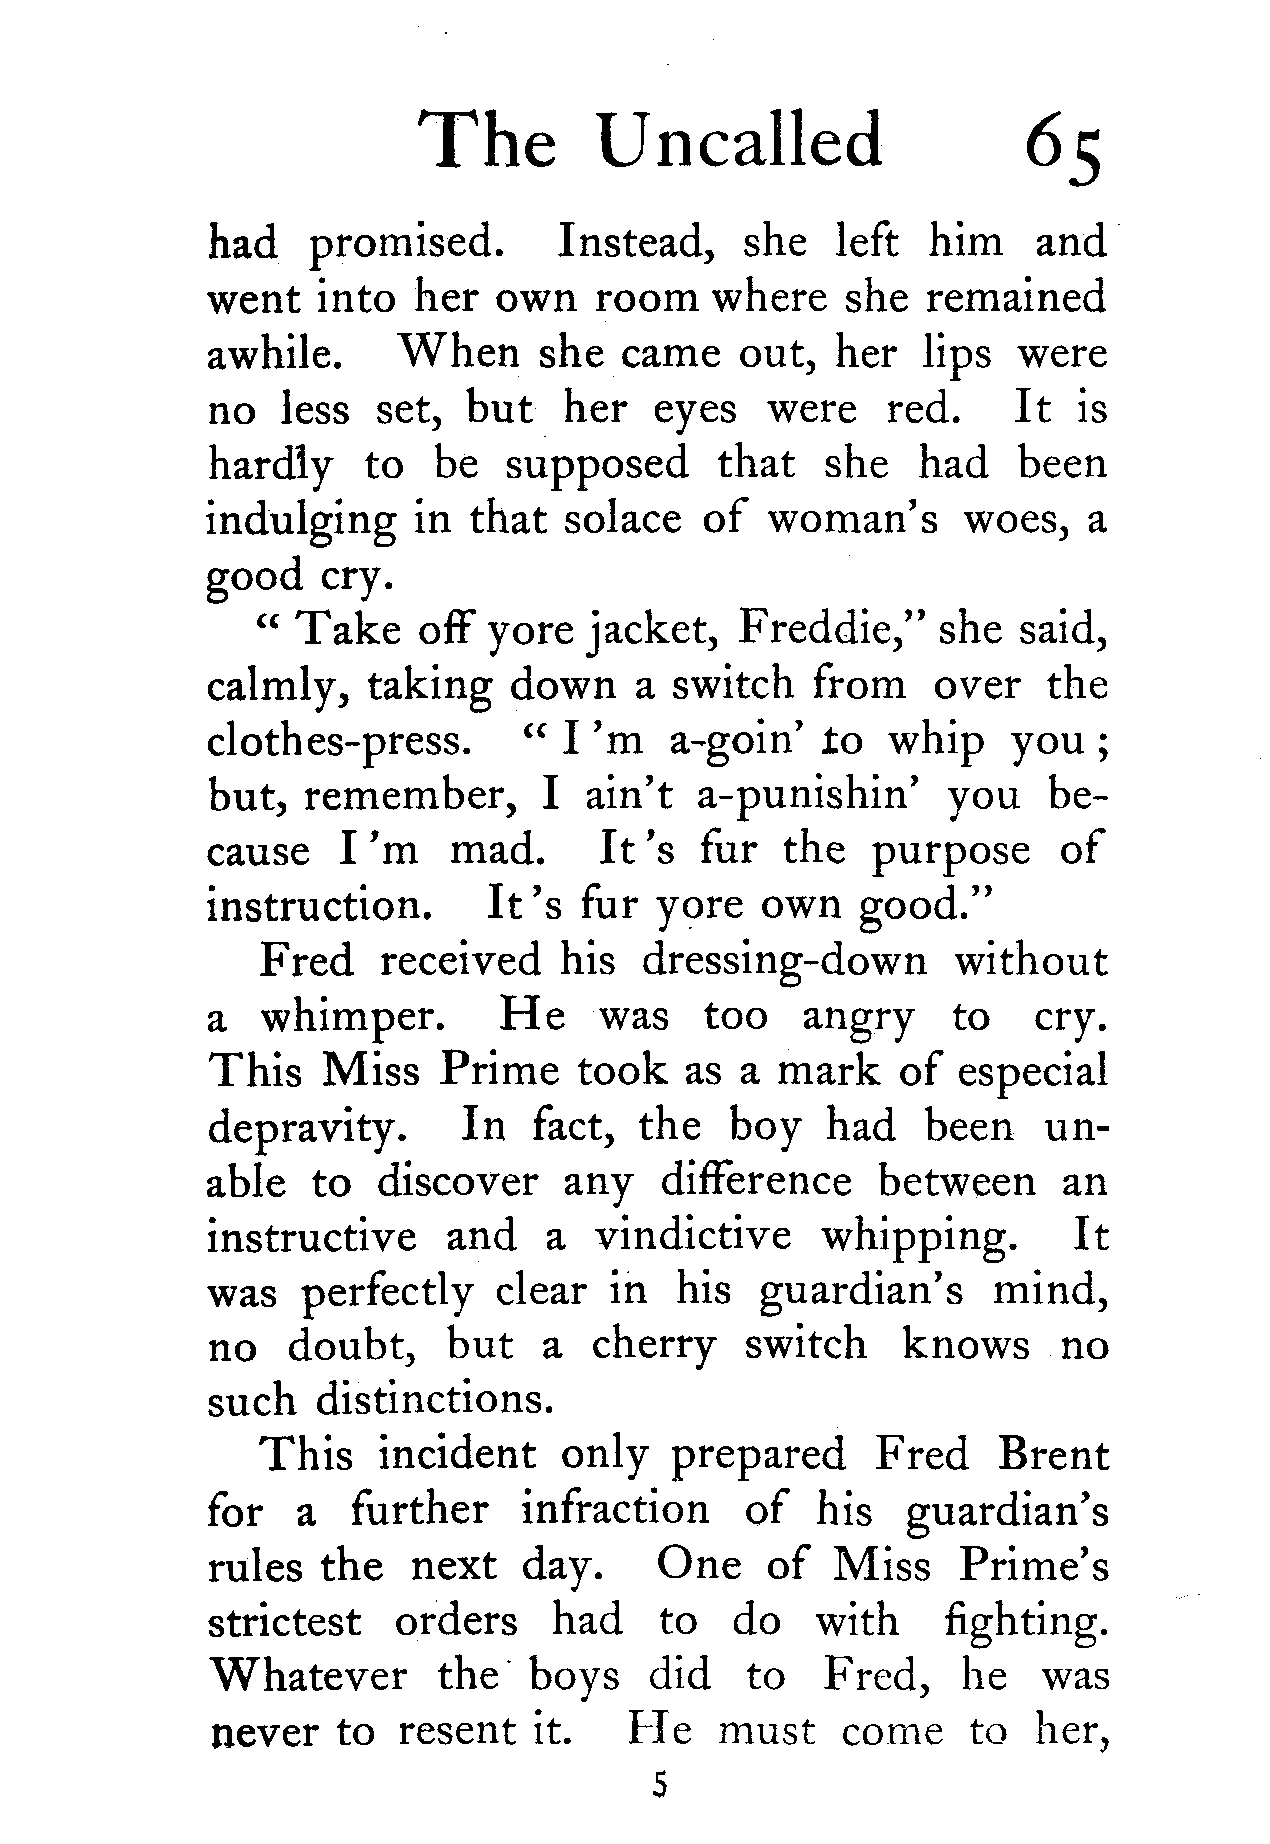 The Uncalled 65
had promised. Instead, she left him and
went into her own room where she remained
awhile. When she came out, her lips were
no less set, but her eyes were red. It is
hardly to be supposed that she had been
indulging in that solace of woman's woes, a
good cry.
“ Take off yore jacket, Freddie,” she said,
calmly, taking down a switch from over the
clothes-press. “ I 'm a-goin' to whip you ;
but, remember, I ain't a-punishin' you be-
cause I 'm mad. It 's fur the purpose of
instruction. It 's fur yore own good.”
Fred received his dressing-down without
a whimper. He was too angry to cry.
This Miss Prime took as a mark of especial
depravity. In fact, the boy had been un-
able to discover any difference between an
instructive and a vindictive whipping. It
was perfectly clear in his guardian's mind,
no doubt, but a cherry switch knows no
such distinctions.
This incident only prepared Fred Brent
for a further infraction of his guardian's
rules the next day. One of Miss Prime's
strictest orders had to do with fighting.
Whatever the boys did to Fred, he was
never to resent it. He must come to her,
5